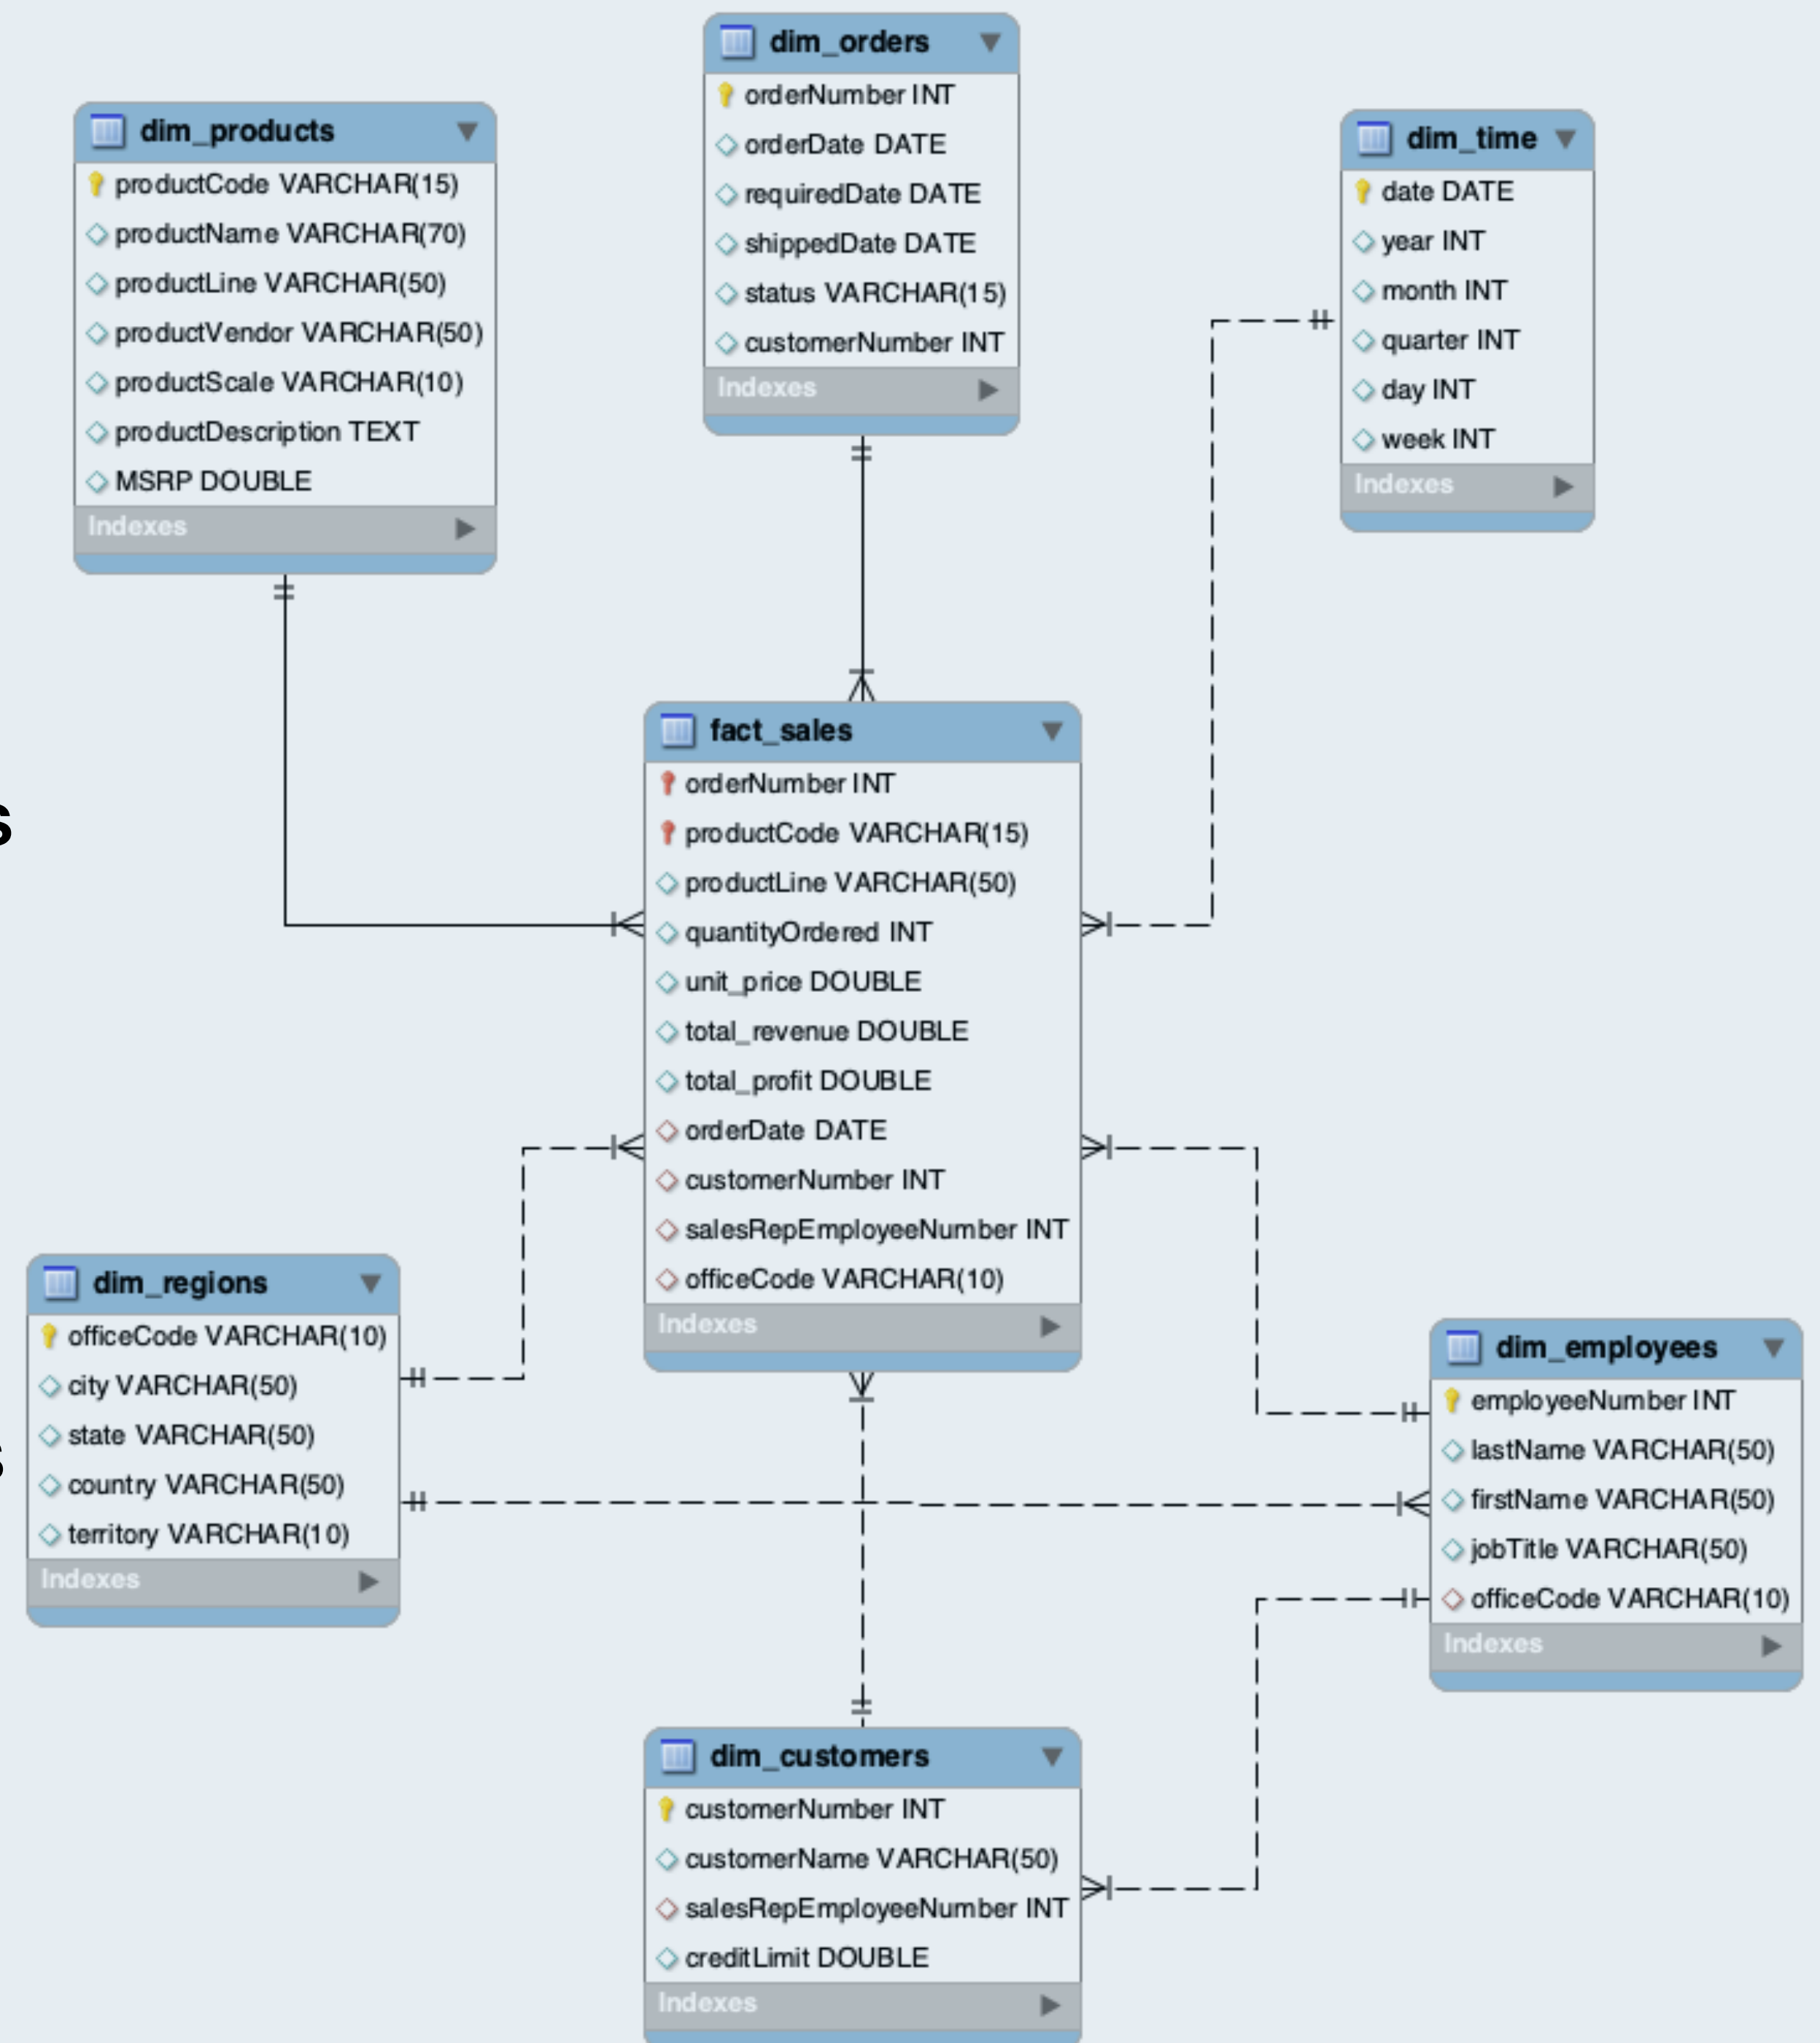 dim_orders
orderNumber INT
orderDate DATE
requiredDate DATE
shippedDate DATE
status VARCHAR(15)
customerNumber INT
Indexes
dim_products
productCode VARCHAR(15)
productName VARCHAR(70)
productLine VARCHAR(50)
productVendor VARCHAR(50)
productScale VARCHAR(10)
productDescription TEXT
MSRP DOUBLE
Indexes
dim_time
date DATE
year INT
month INT
quarter INT
day INT
week INT
Indexes
s
fact_sales
orderNumber INT
productCode VARCHAR(15)
productLine VARCHAR(50)
quantityOrdered INT
unit_price DOUBLE
total_revenue DOUBLE
total_profit DOUBLE
orderDate DATE
customerNumber INT
salesRepEmployeeNumber INT
officeCode VARCHAR(10)
Indexes
dim_regions
officeCode VARCHAR(10)
city VARCHAR(50)
state VARCHAR(50)
country VARCHAR(50)
territory VARCHAR(10)
Indexes
s
dim_employees
employeeNumber INT
lastName VARCHAR(50)
firstName VARCHAR(50)
jobTitle VARCHAR(50)
officeCode VARCHAR(10)
Indexes
dim_customers
customerNumber INT
customerName VARCHAR(50)
salesRepEmployeeNumber INT
creditLimit DOUBLE
Indexes